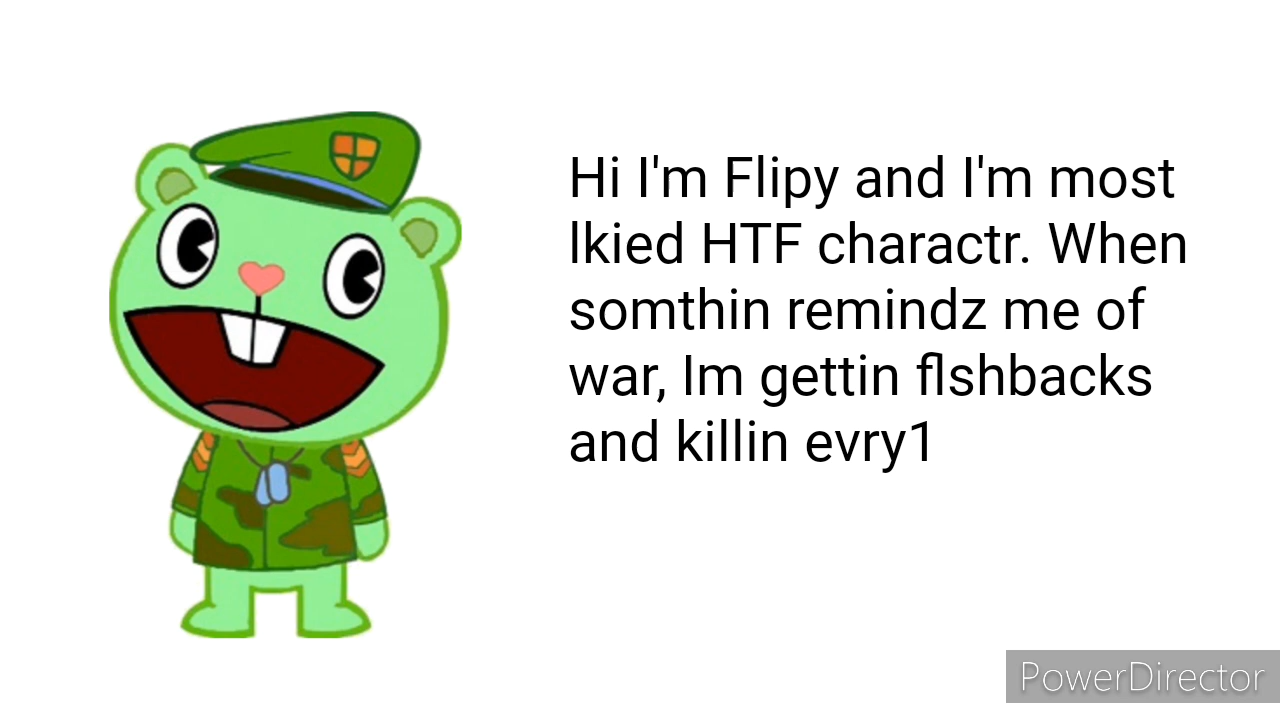 Hi I'm Flipy and I'm most
lkied HTF charactr. When
somthin remindz me of
war, Im gettin flshbacks
and killin evry1
PowerDirector